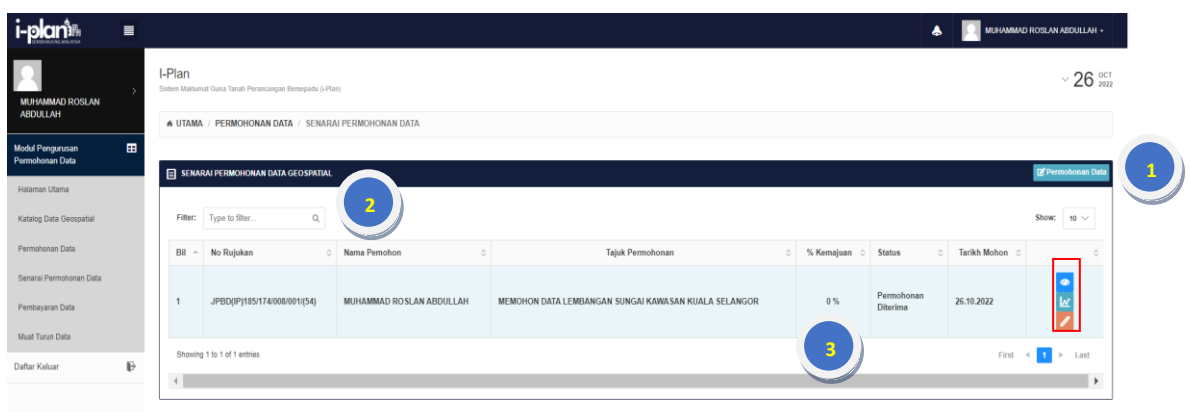 i-plan
MUHAMMAD ROSLAN ABDULLAH
MUHAMMAD ROSLAN
ABDULLAH
Modul Pengurusan
Permohonan Data
Halaman Utama
Katalog Data Geospatial
Permohonan Data
Senarai Permohonan Data
Pembayaran Data
Muat Turun Data
Daftar Keluar
I-Plan
Sistem Maklumat Guna Tanah Perancangan Bersepadu (I-Plan)
26 OCT 2022
UTAMA / PERMOHONAN DATA / SENARAI PERMOHONAN DATA
SENARAI PERMOHONAN DATA GEOSPATIAL
Permohonan Data
1
2
Filter: Type to filter...
Show: 10
Bil No Rujukan Nama Pemohon Tajuk Permohonan % Kemajuan Status Tarikh Mohon
1 JPBD(IP)185/174/008/001/(54) MUHAMMAD ROSLAN ABDULLAH MEMOHON DATA LEMBANGAN SUNGAI KAWASAN KUALA SELANGOR 0 % Permohonan Diterima 26.10.2022
3
Showing 1 to 1 of 1 entries
First < 1 > Last